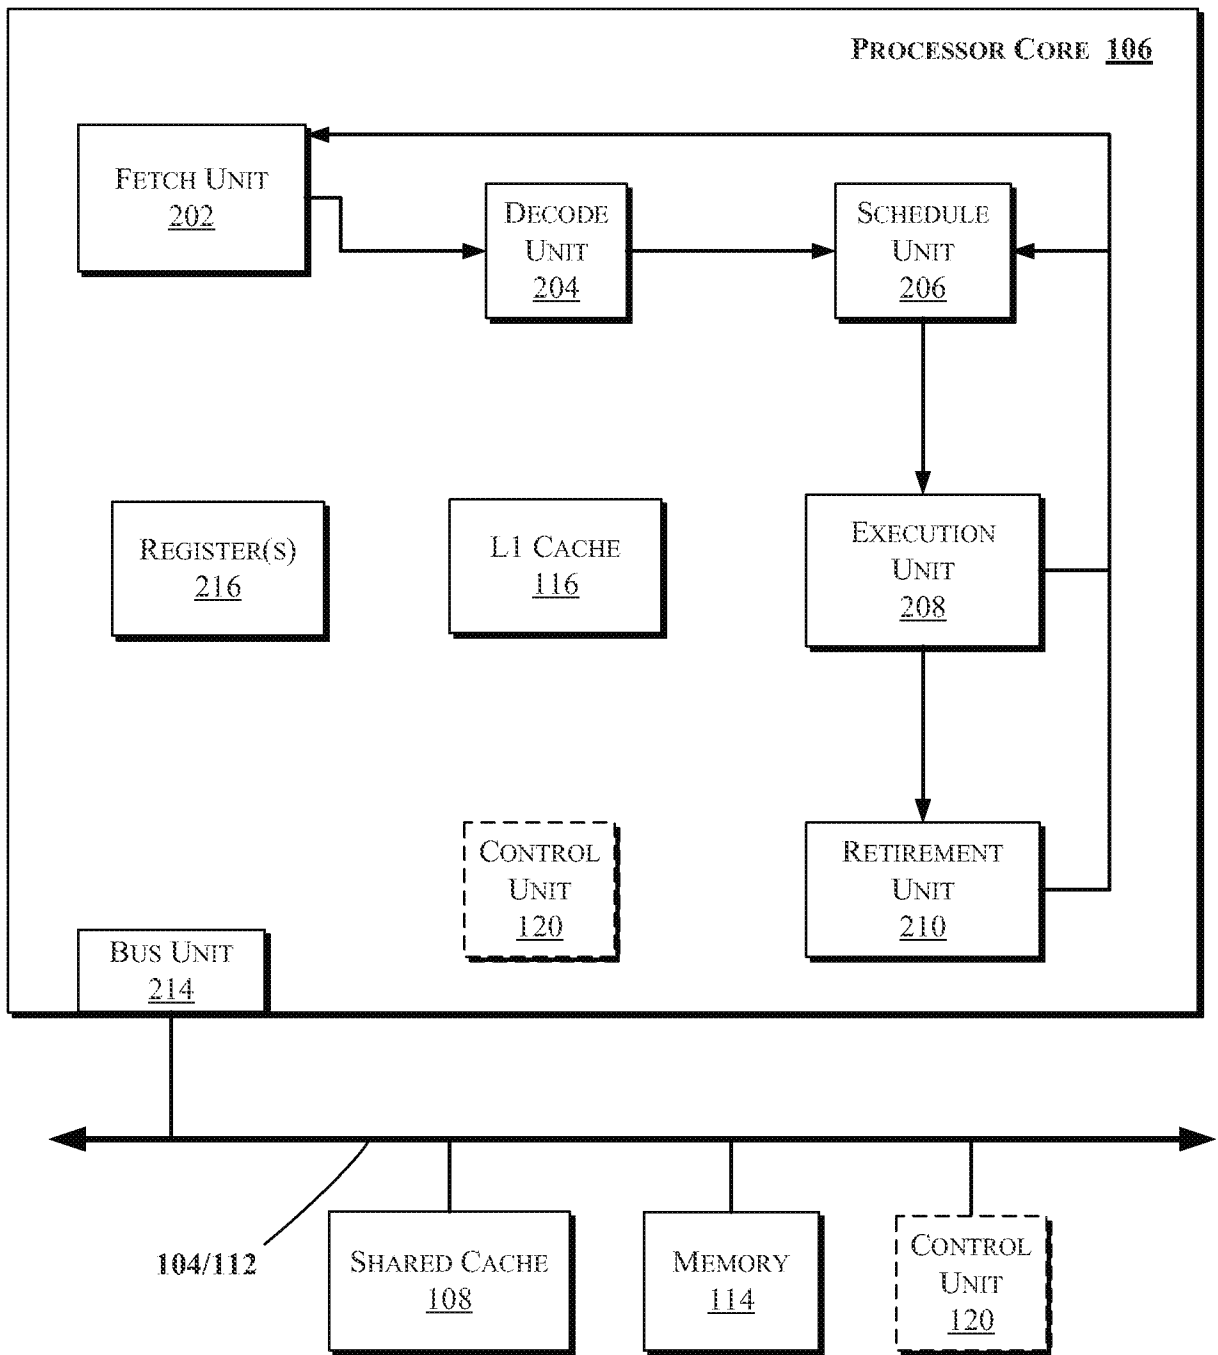 PROCESSOR CORE 106
FETCH UNIT
202
DECODE
UNIT
204
SCHEDULE
UNIT
206
REGISTER(S)
216
L1 CACHE
116
EXECUTION
UNIT
208
CONTROL
UNIT
120
RETIREMENT
UNIT
210
BUS UNIT
214
104/112
SHARED CACHE
108
MEMORY
114
CONTROL
UNIT
120